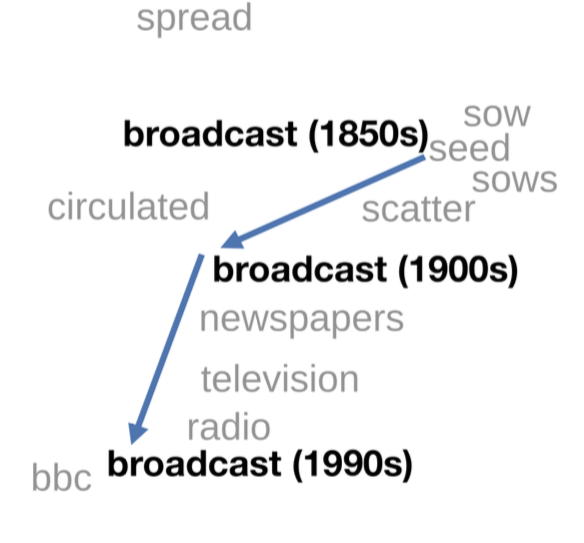 spread
sow
broadcast (1850s)
seed
sows
circulated
scatter
broadcast (1900s)
newspapers
television
radio
broadcast (1990s)
bbc